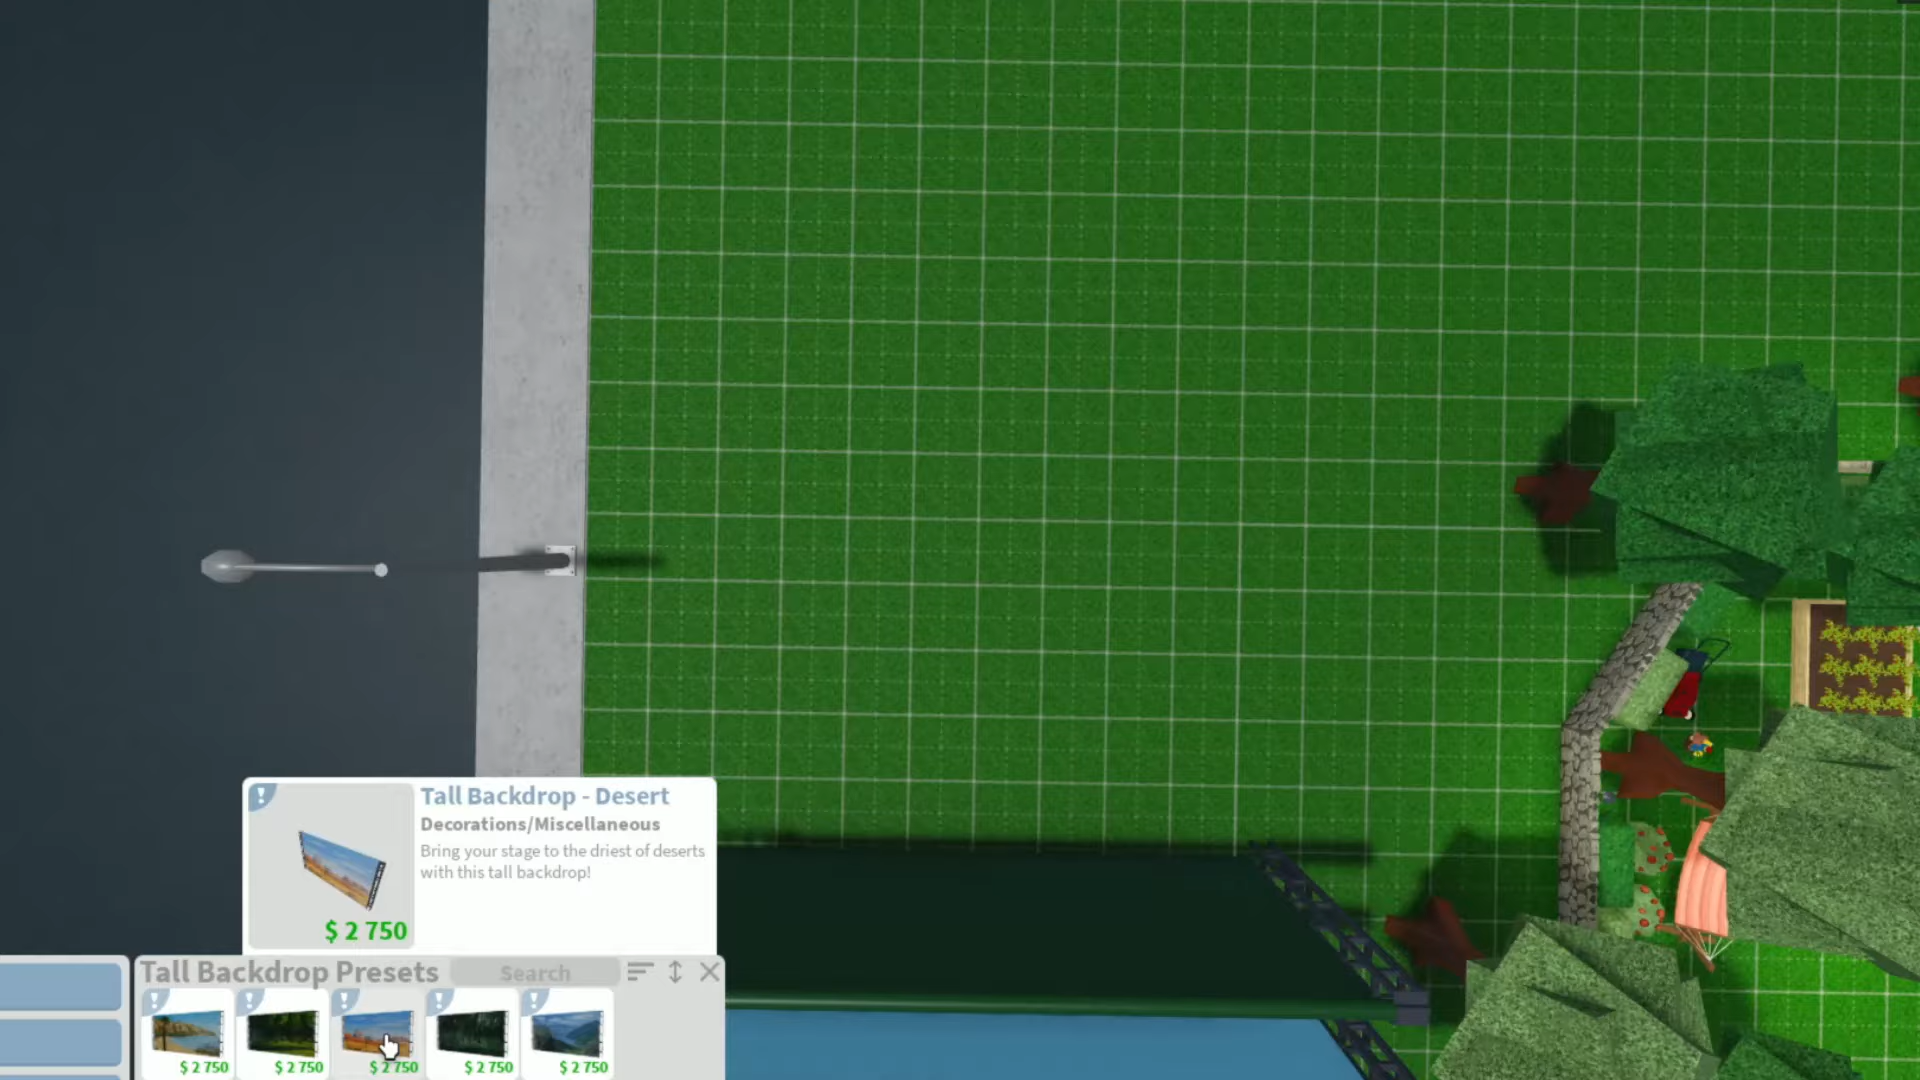 Tall Backdrop - Desert
Decorations/Miscellaneous
Bring your stage to the driest of deserts
with this tall backdrop!
$ 2 750
Tall Backdrop Presets
Search
$ 2 750
$ 2 750
$ 2 750
$ 2 750
$ 2 750